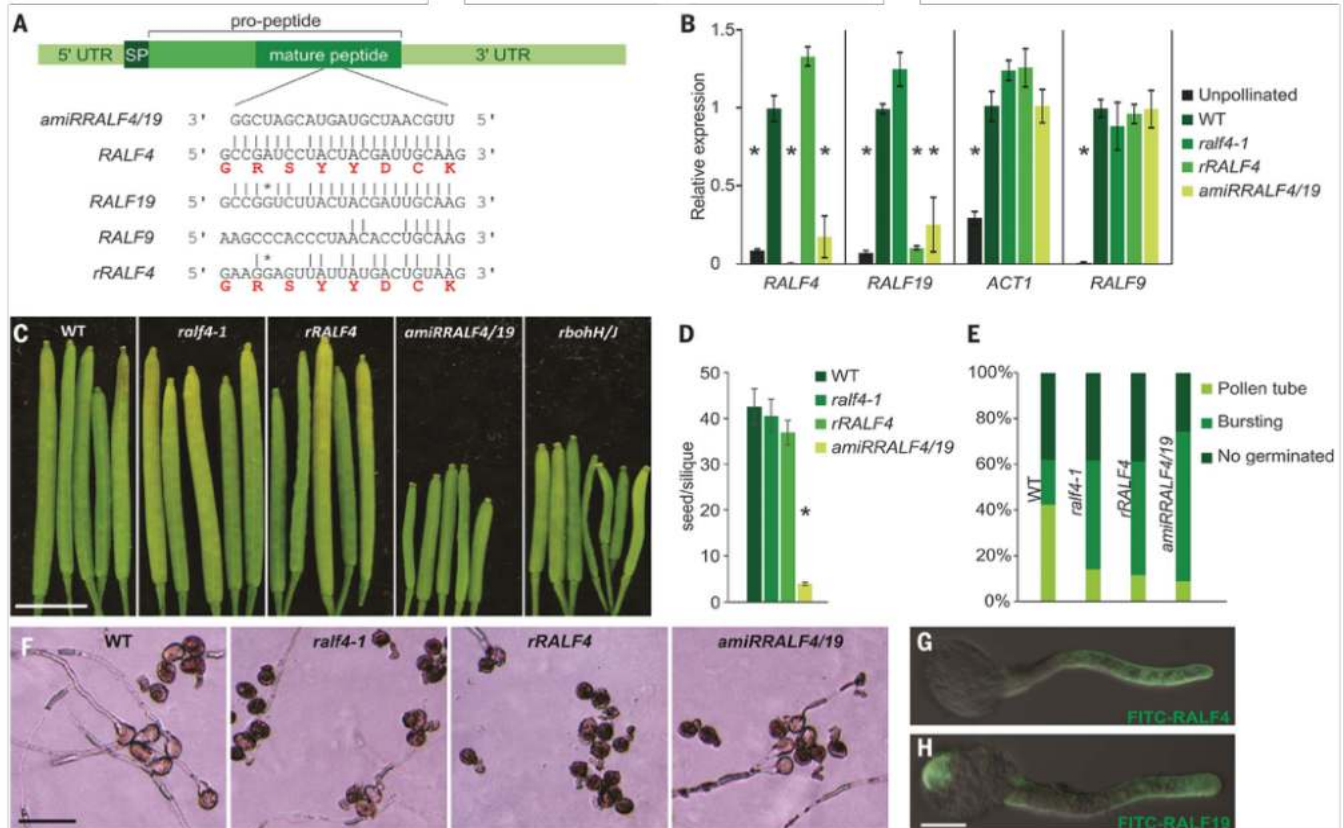 A
pro-peptide
5' UTR SP mature peptide 3' UTR
amiRRALF4/19 3' GGCUAGCAUGAUGCUAACGUU 5'
RALF4 5' GCCGAUCCUACUACGAUUGCAAG 3'
G R S Y Y D C K
*
RALF19 5' GCCGGUCUUACUACGAUUGCAAG 3'
RALF9 5' AAGCCCACCCUAACACCUGCAAG 3'
*
rRALF4 5' GAAGGAGUUAUUAUGACUGUAAG 3'
G R S Y Y D C K
B
Relative expression
1.5
1
0.5
0
* * * * * * *
RALF4 RALF19 ACT1 RALF9
Unpollinated
WT
ralf4-1
rRALF4
amiRRALF4/19
C
WT ralf4-1 rRALF4 amiRRALF4/19 rbohH/J
D
seed/silique
50
40
30
20
10
0
*
WT
ralf4-1
rRALF4
amiRRALF4/19
E
100%
80%
60%
40%
20%
0%
WT
ralf4-1
rRALF4
amiRRALF4/19
Pollen tube
Bursting
No germinated
F
WT ralf4-1 rRALF4 amiRRALF4/19
G
FITC-RALF4
H
FITC-RALF19